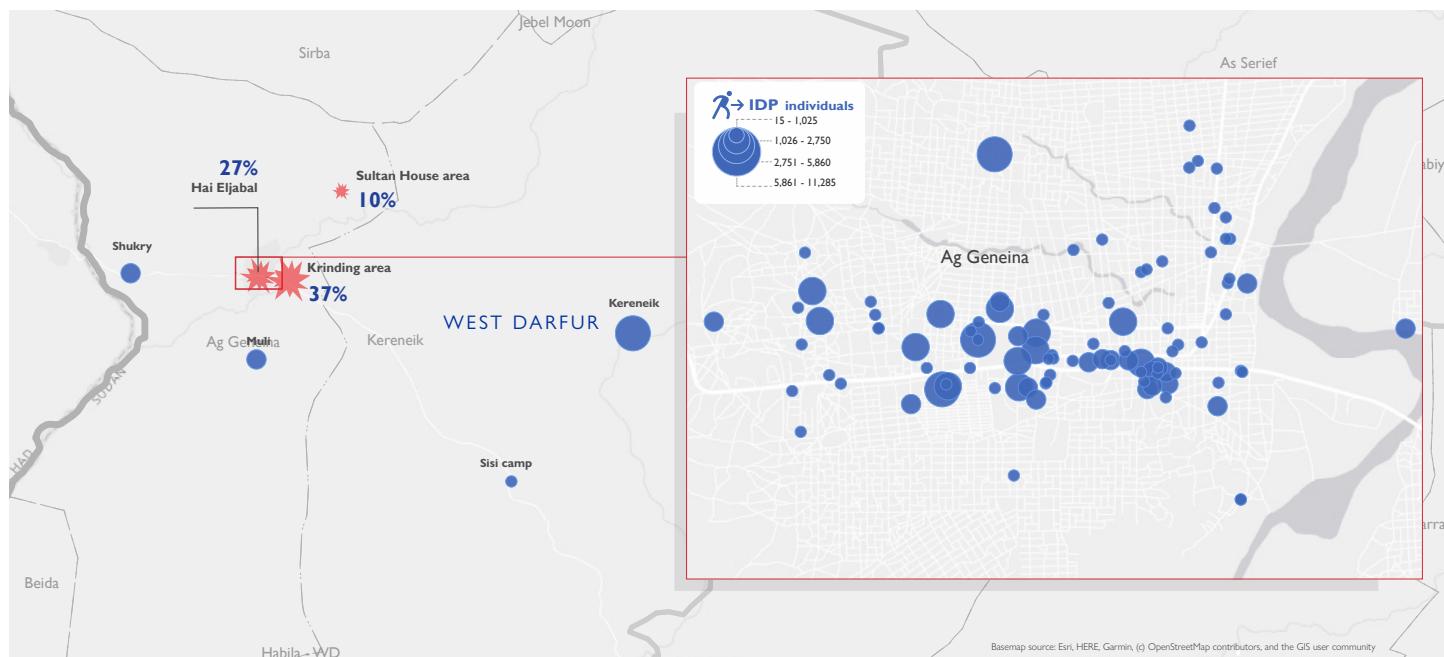 Jebel Moon
Sirba
As Serief
IDP individuals
15 - 1,025
1,026 - 2,750
2,751 - 5,860
5,861 - 11,285
27%
Hai Eljabal
Sultan House area
10%
Shukry
Krinding area
37%
Ag Geneina
Kereneik
WEST DARFUR
Ag Geneina
Muli
Kereneik
SUDAN
HAD
Sisi camp
Beida
Habila - WD
Basemap source: Esri, HERE, Garmin, (c) OpenStreetMap contributors, and the GIS user community